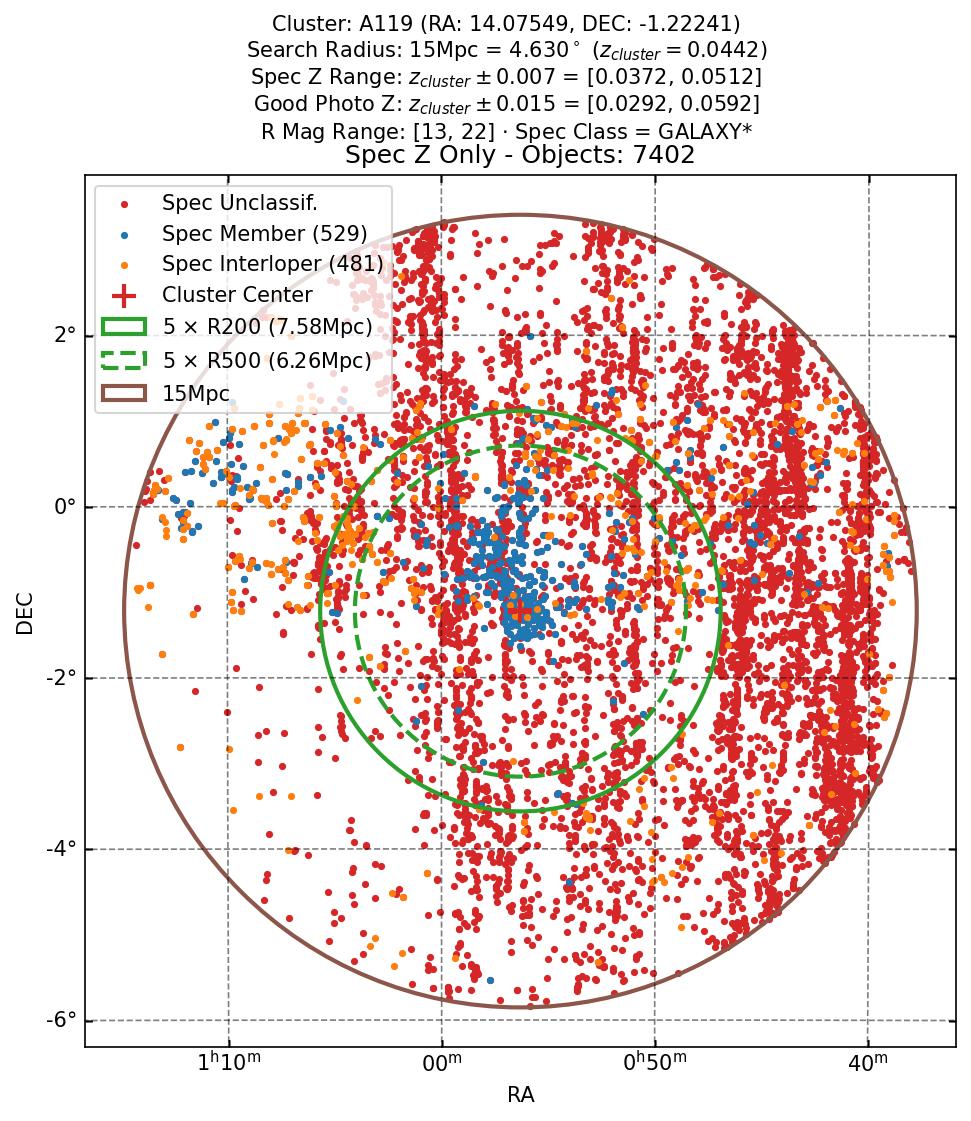 Cluster: A119 (RA: 14.07549, DEC: -1.22241)
Search Radius: 15Mpc = 4.630° (z_cluster = 0.0442)
Spec Z Range: z_cluster ± 0.007 = [0.0372, 0.0512]
Good Photo Z: z_cluster ± 0.015 = [0.0292, 0.0592]
R Mag Range: [13, 22] · Spec Class = GALAXY*
Spec Z Only - Objects: 7402
Spec Unclassif.
Spec Member (529)
Spec Interloper (481)
Cluster Center
5 × R200 (7.58Mpc)
5 × R500 (6.26Mpc)
15Mpc
2°
0°
-2°
-4°
-6°
DEC
1ʰ10ᵐ 00ᵐ 0ʰ50ᵐ 40ᵐ
RA